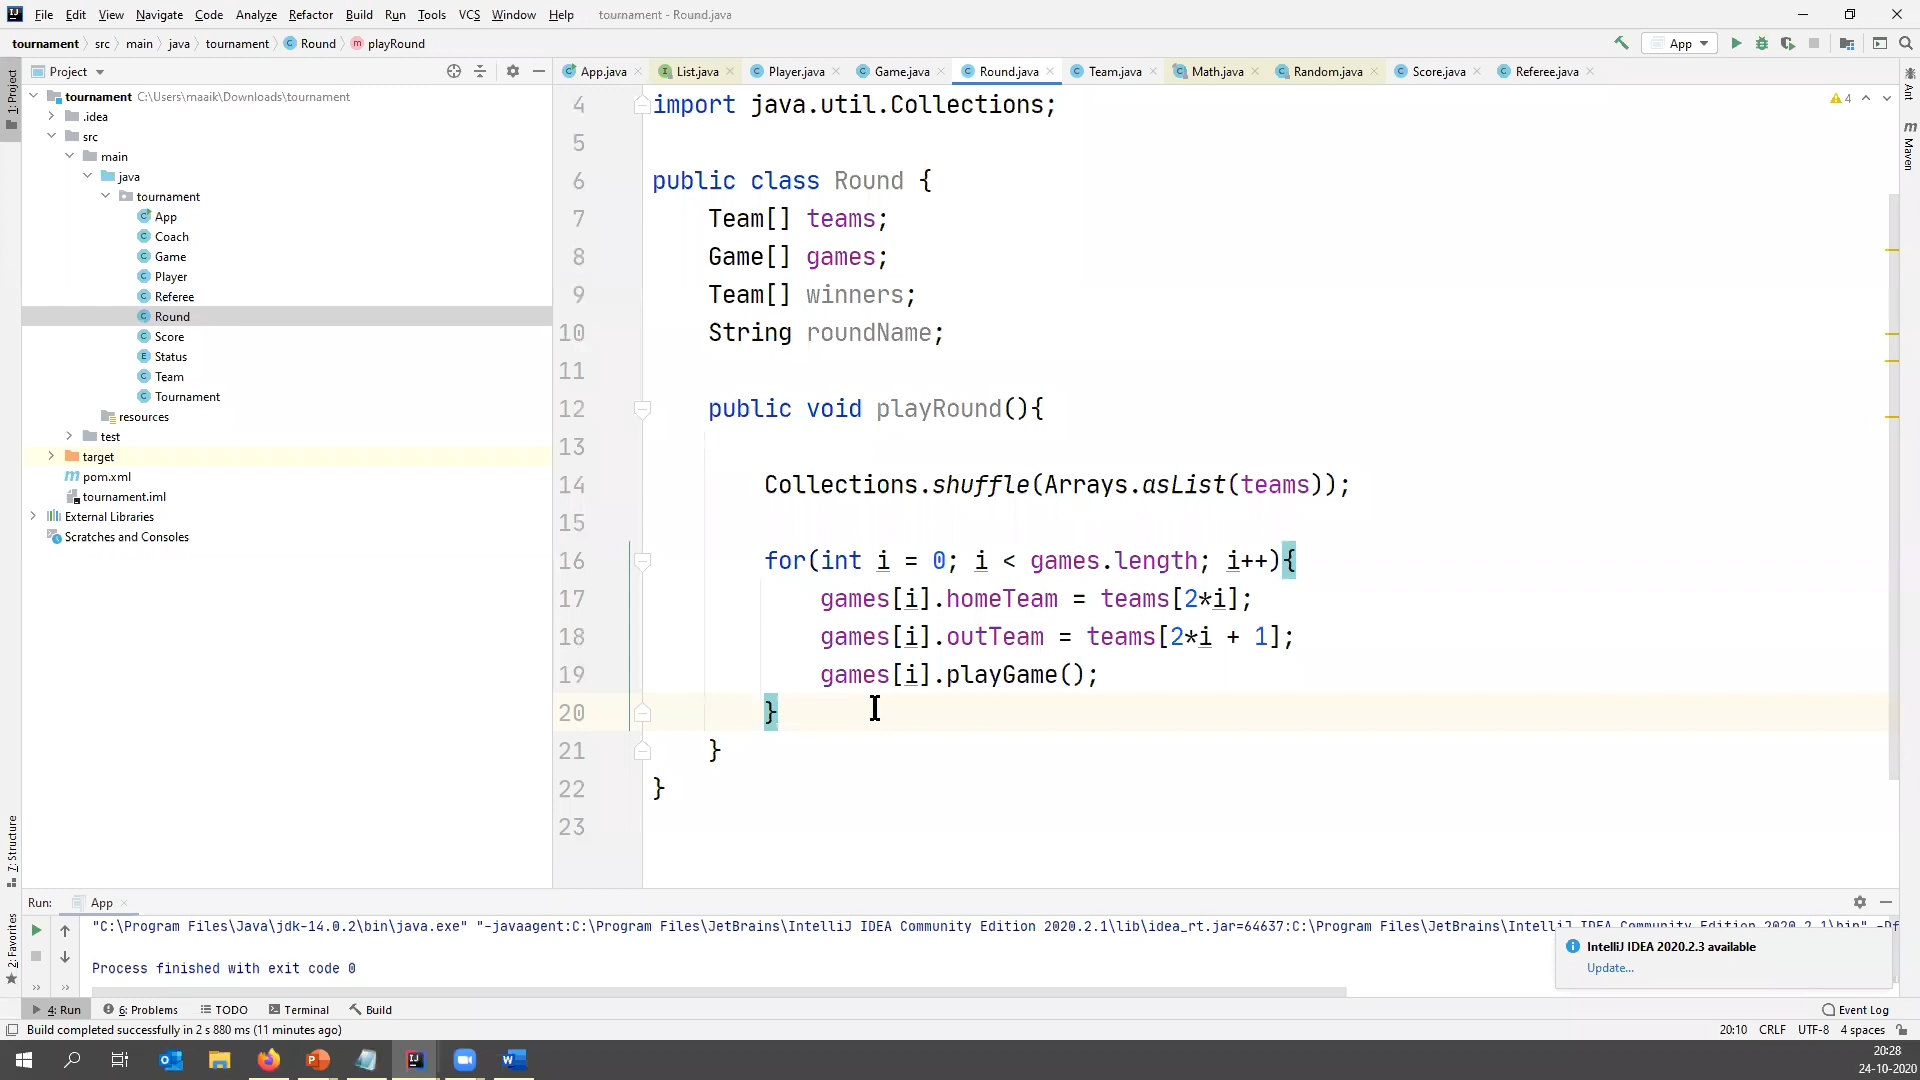 File Edit View Navigate Code Analyze Refactor Build Run Tools VCS Window Help tournament - Round.java
tournament src main java tournament Round playRound App
Project App.java List.java Player.java Game.java Round.java Team.java Math.java Random.java Score.java Referee.java
1: Project
Ant
Maven
7: Structure
2: Favorites
tournament C:\Users\maaik\Downloads\tournament
.idea
src
main
java
tournament
App
Coach
Game
Player
Referee
Round
Score
Status
Team
Tournament
resources
test
target
pom.xml
tournament.iml
External Libraries
Scratches and Consoles
4
4 import java.util.Collections;
5
6 public class Round {
7 Team[] teams;
8 Game[] games;
9 Team[] winners;
10 String roundName;
11
12 public void playRound(){
13
14 Collections.shuffle(Arrays.asList(teams));
15
16 for(int i = 0; i < games.length; i++){
17 games[i].homeTeam = teams[2*i];
18 games[i].outTeam = teams[2*i + 1];
19 games[i].playGame();
20 }
21 }
22 }
23
Run: App
"C:\Program Files\Java\jdk-14.0.2\bin\java.exe" "-javaagent:C:\Program Files\JetBrains\IntelliJ IDEA Community Edition 2020.2.1\lib\idea_rt.jar=64637:C:\Program Files\JetBrains\IntelliJ IDEA Community Edition 2020.2.1\bin" -Df
Process finished with exit code 0
IntelliJ IDEA 2020.2.3 available
Update...
4: Run 6: Problems TODO Terminal Build Event Log
Build completed successfully in 2 s 880 ms (11 minutes ago) 20:10 CRLF UTF-8 4 spaces
20:28
24-10-2020